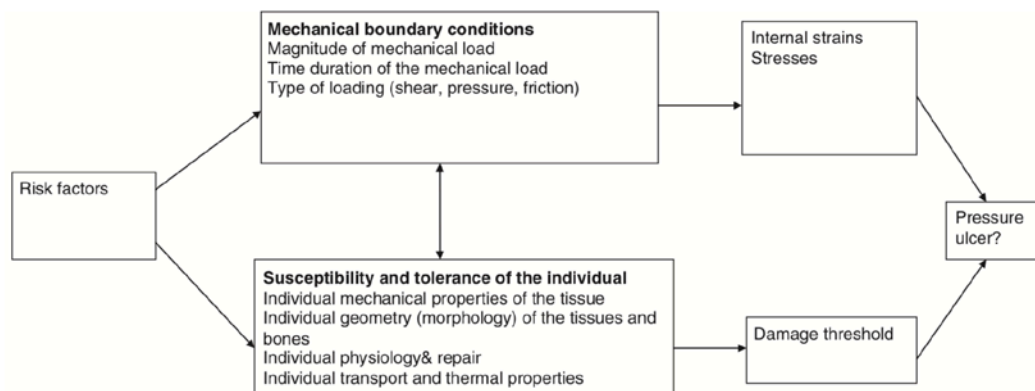 Mechanical boundary conditions
Magnitude of mechanical load
Time duration of the mechanical load
Type of loading (shear, pressure, friction)
Internal strains
Stresses
Risk factors
Pressure
ulcer?
Susceptibility and tolerance of the individual
Individual mechanical properties of the tissue
Individual geometry (morphology) of the tissues and
bones
Individual physiology& repair
Individual transport and thermal properties
Damage threshold